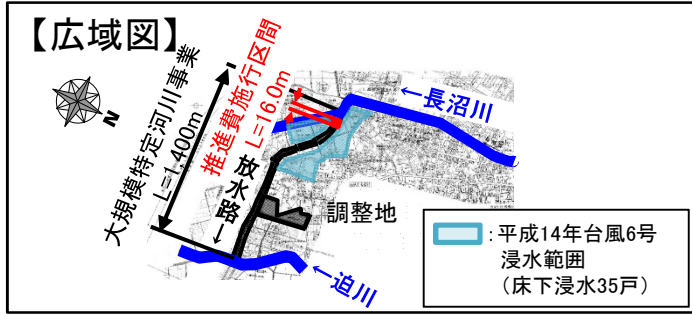 【広域図】
N
大規模特定河川事業
L=1,400m
推進費施行区間
L=16.0m
放水路→
←長沼川
調整地
←迫川
:平成14年台風6号
浸水範囲
（床下浸水35戸）